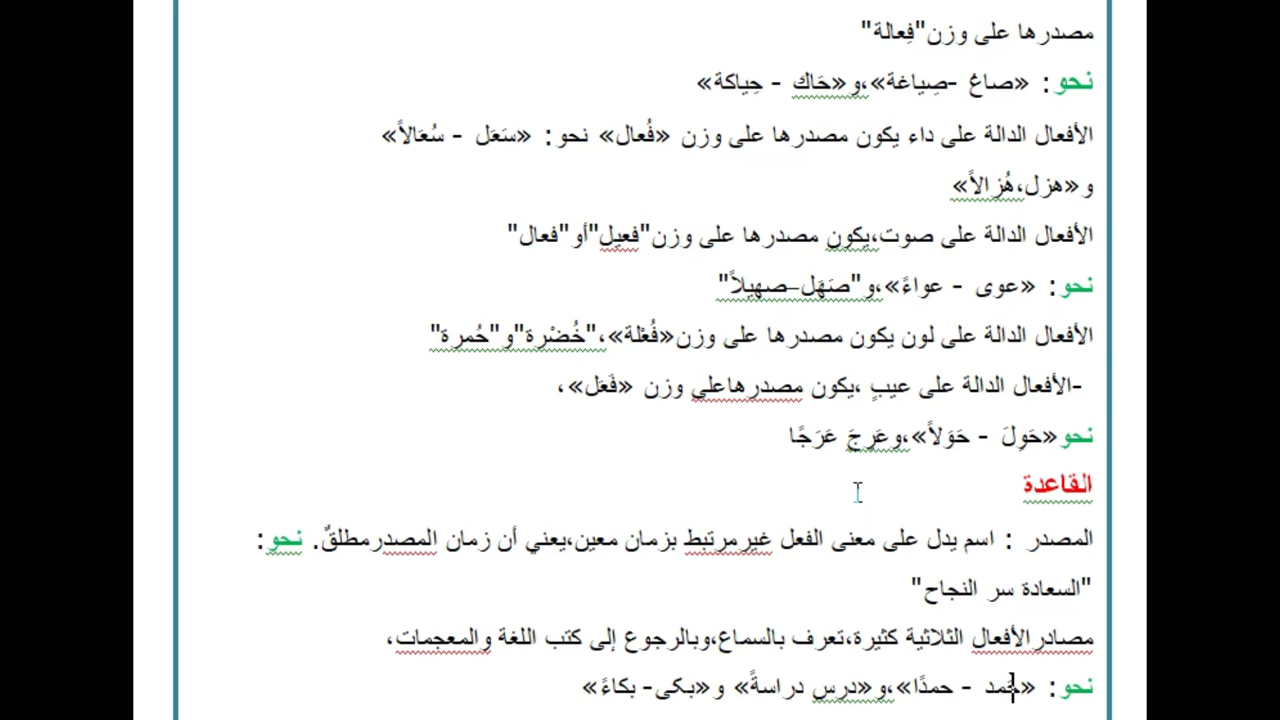 مصدرها على وزن"فِعالة"
نحو: «صاغ -صِياغة»،و«حَاك - حِياكة»
الأفعال الدالة على داء يكون مصدرها على وزن «فُعال» نحو: «سَعَل - سُعَالاً»
و«هزل،هُزالاً»
الأفعال الدالة على صوت،يكون مصدرها على وزن"فعيل"أو"فعال"
نحو: «عوى - عواءً»،و"صَهَل–صهيلاً"
الأفعال الدالة على لون يكون مصدرها على وزن«فُعْلة»،"خُضْرة"و"حُمرة"
-الأفعال الدالة على عيبٍ ،يكون مصدرهاعلي وزن «فَعَل»،
نحو«حَوِلَ - حَوَلاً»،وعَرِجَ عَرَجًا
القاعدة
المصدر : اسم يدل على معنى الفعل غيرمرتبط بزمان معين،يعني أن زمان المصدرمطلقٌ. نحو:
"السعادة سر النجاح"
مصادرالأفعال الثلاثية كثيرة،تعرف بالسماع،وبالرجوع إلى كتب اللغة والمعجمات،
نحو: «حمد - حمدًا»،و«درس دراسةً» و«بكى- بكاءً»